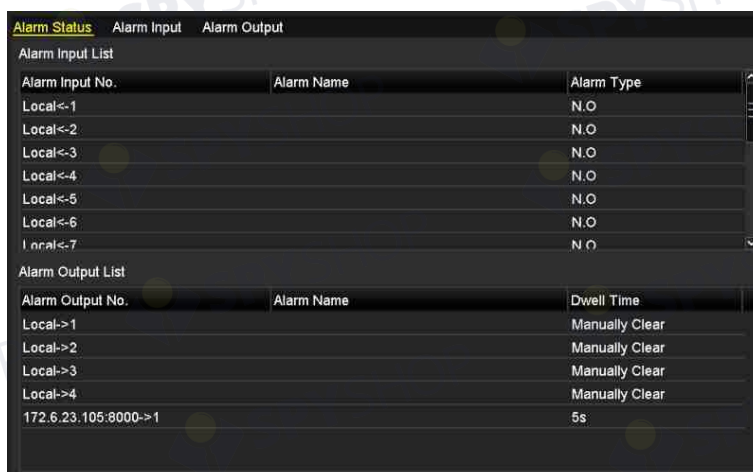 Alarm Status Alarm Input Alarm Output
Alarm Input List
Alarm Input No. Alarm Name Alarm Type
Local<-1 N.O
Local<-2 N.O
Local<-3 N.O
Local<-4 N.O
Local<-5 N.O
Local<-6 N.O
Local<-7 N.O
Alarm Output List
Alarm Output No. Alarm Name Dwell Time
Local->1 Manually Clear
Local->2 Manually Clear
Local->3 Manually Clear
Local->4 Manually Clear
172.6.23.105:8000->1 5s